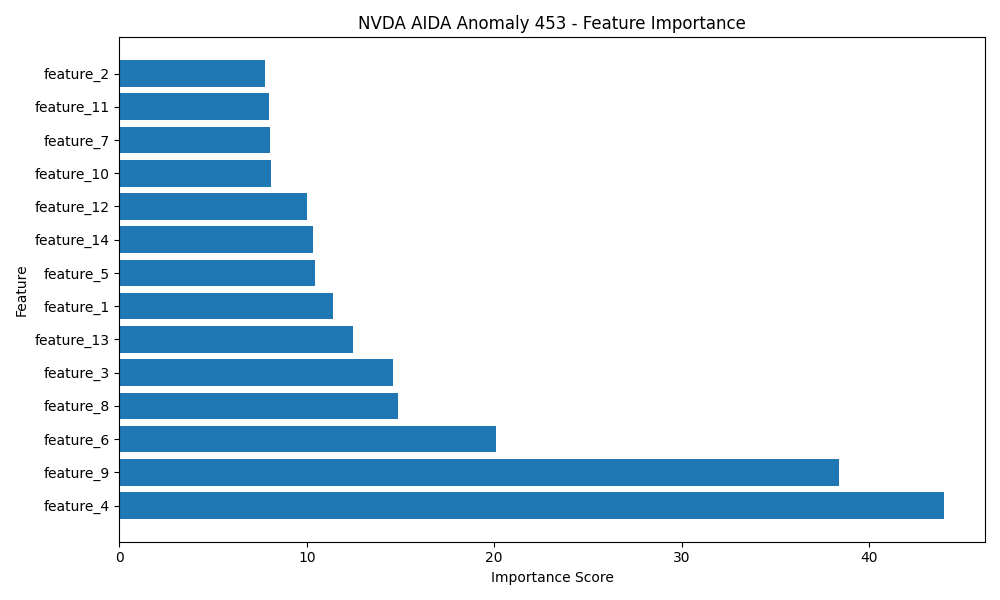 NVDA AIDA Anomaly 453 - Feature Importance
Feature
feature_2
feature_11
feature_7
feature_10
feature_12
feature_14
feature_5
feature_1
feature_13
feature_3
feature_8
feature_6
feature_9
feature_4
0 10 20 30 40
Importance Score